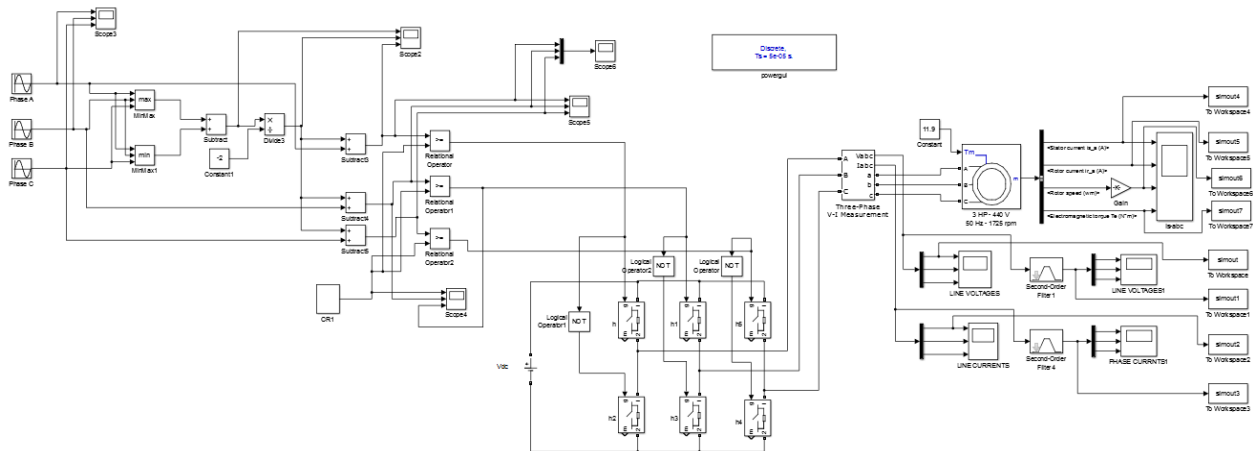 Scope3
Scope2
Scope6
Scope5
Discrete,
Ts = 5e-05 s.
powergui
Phase A
Phase B
Phase C
max
MinMax
min
MinMax1
Subtract
-2
Constant1
Divide3
Subtract3
Subtract4
Subtract5
>=
Relational
Operator
>=
Relational
Operator1
>=
Relational
Operator2
CR1
Scope4
NOT
Logical
Operator1
Logical
Operator2
NOT
Logical
Operator
NOT
Vdc
h
h1
h5
h2
h3
h4
A
B
C
Vabc
Iabc
a
b
c
Three-Phase
V-I Measurement
11.9
Constant
Tm
A
B
C
m
3 HP - 440 V
50 Hz - 1725 rpm
<Stator current is_a (A)>
<Rotor current ir_a (A)>
<Rotor speed (wm)>
<Electromagnetic torque Te (N*m)>
Gain
is-abc
simout4
To Workspace4
simout5
To Workspace5
simout6
To Workspace6
simout7
To Workspace7
simout
To Workspace
simout1
To Workspace1
simout2
To Workspace2
simout3
To Workspace3
LINE VOLTAGES
Second-Order
Filter1
LINE VOLTAGES1
LINE CURRENTS
Second-Order
Filter4
PHASE CURRNTS1